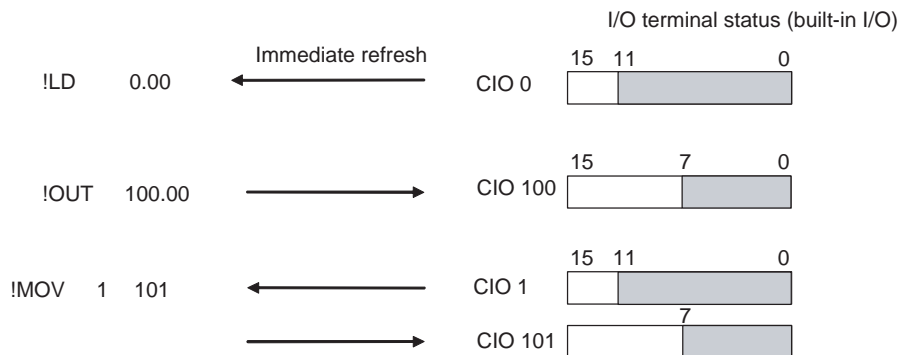 I/O terminal status (built-in I/O)
Immediate refresh
15 11 0
!LD 0.00 CIO 0
15 7 0
!OUT 100.00 CIO 100
15 11 0
!MOV 1 101 CIO 1
7
CIO 101